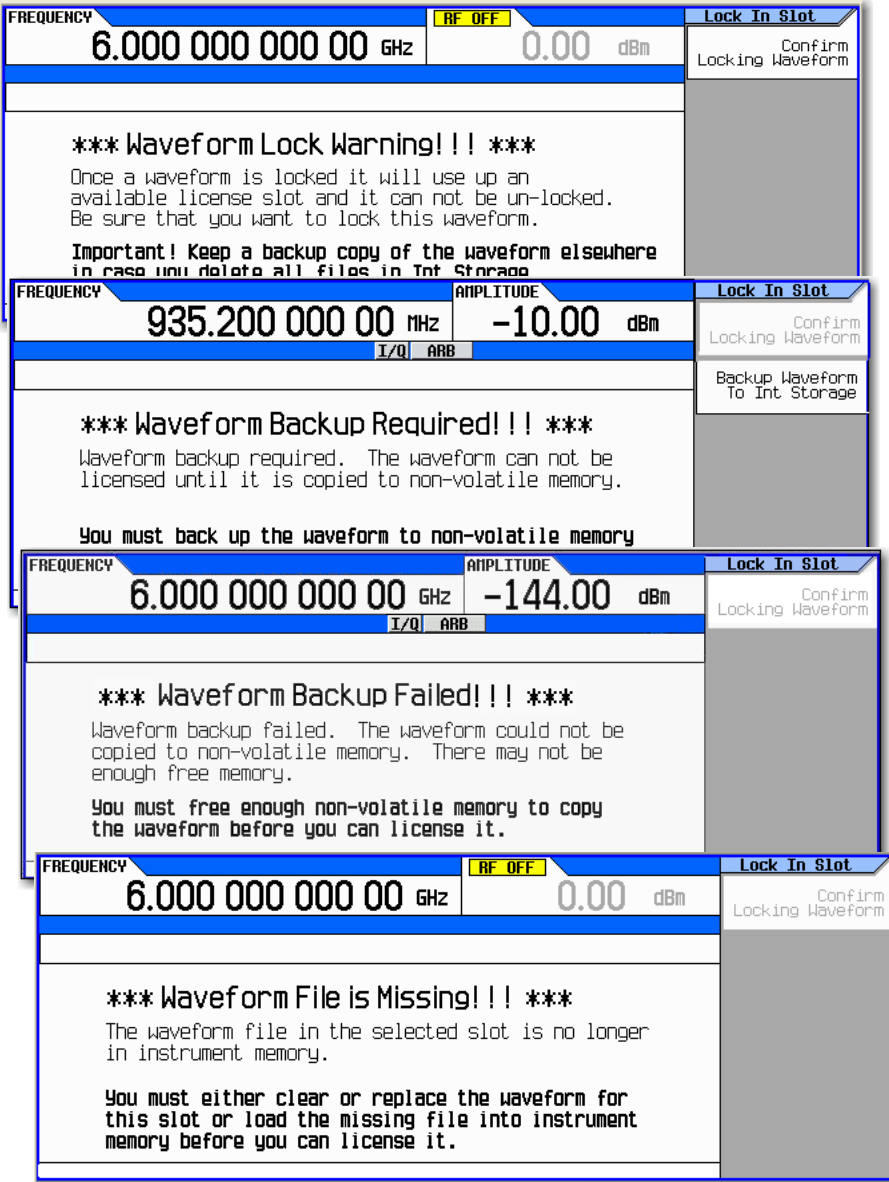 FREQUENCY
RF OFF
Lock In Slot
6.000 000 000 00 GHz
0.00 dBm
Confirm
Locking Waveform
*** Waveform Lock Warning!!! ***
Once a waveform is locked it will use up an
available license slot and it can not be un-locked.
Be sure that you want to lock this waveform.
Important! Keep a backup copy of the waveform elsewhere
in case you delete all files in Int Storage
FREQUENCY
AMPLITUDE
Lock In Slot
935.200 000 00 MHz
-10.00 dBm
Confirm
Locking Waveform
I/Q ARB
Backup Waveform
To Int Storage
*** Waveform Backup Required!!! ***
Waveform backup required. The waveform can not be
licensed until it is copied to non-volatile memory.
You must back up the waveform to non-volatile memory
FREQUENCY
AMPLITUDE
Lock In Slot
6.000 000 000 00 GHz
-144.00 dBm
Confirm
Locking Waveform
I/Q ARB
*** Waveform Backup Failed!!! ***
Waveform backup failed. The waveform could not be
copied to non-volatile memory. There may not be
enough free memory.
You must free enough non-volatile memory to copy
the waveform before you can license it.
FREQUENCY
RF OFF
Lock In Slot
6.000 000 000 00 GHz
0.00 dBm
Confirm
Locking Waveform
*** Waveform File is Missing!!! ***
The waveform file in the selected slot is no longer
in instrument memory.
You must either clear or replace the waveform for
this slot or load the missing file into instrument
memory before you can license it.